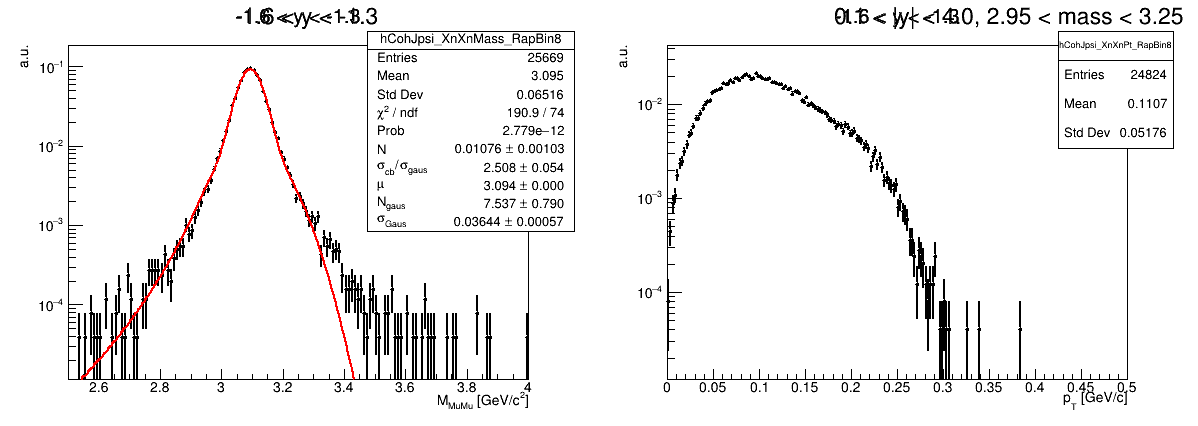 a.u.
hCohJpsi_XnXnMass_RapBin8
Entries 25669
Mean 3.095
Std Dev 0.06516
χ² / ndf 190.9 / 74
Prob 2.779e−12
N 0.01076 ± 0.00103
σcb/σgaus 2.508 ± 0.054
μ 3.094 ± 0.000
Ngaus 7.537 ± 0.790
σGaus 0.03644 ± 0.00057
10⁻¹
10⁻²
10⁻³
10⁻⁴
2.6 2.8 3 3.2 3.4 3.6 3.8 4
MMuMu [GeV/c²]
0, 2.95 < mass < 3.25
a.u.
hCohJpsi_XnXnPt_RapBin8
Entries 24824
Mean 0.1107
Std Dev 0.05176
10⁻²
10⁻³
10⁻⁴
0 0.05 0.1 0.15 0.2 0.25 0.3 0.35 0.4 0.45 0.5
pT [GeV/c]